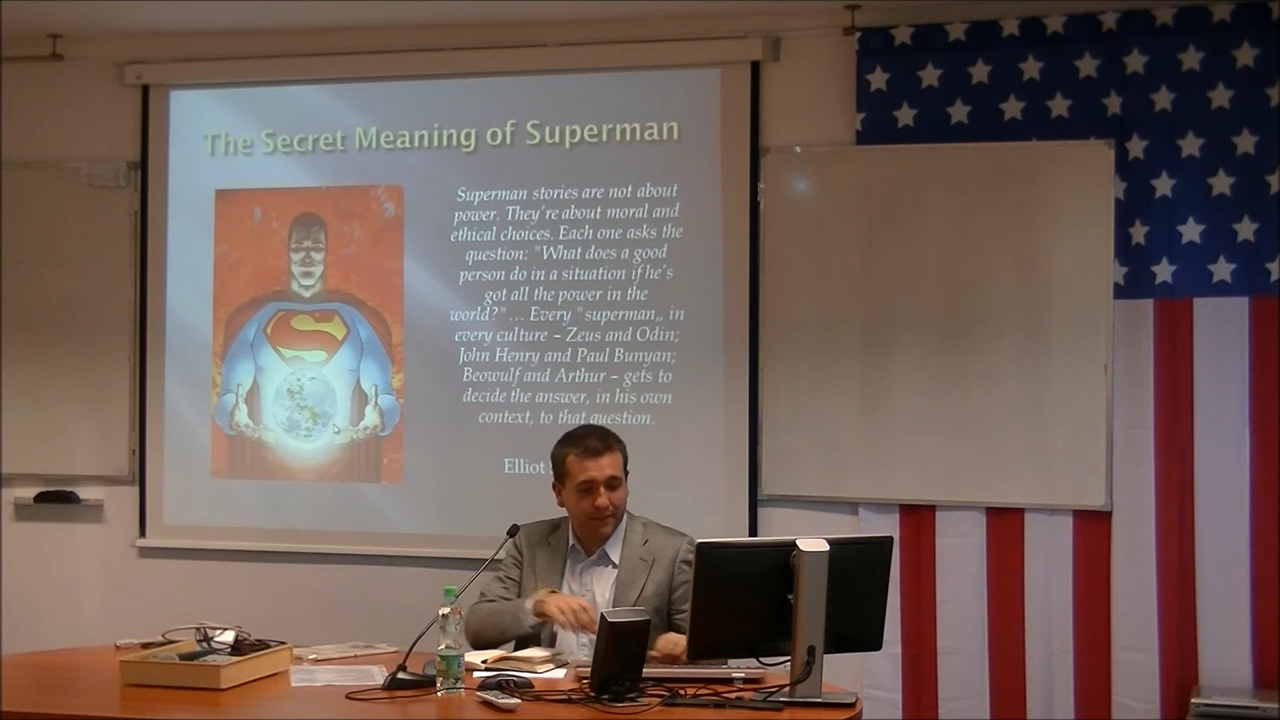 The Secret Meaning of Superman
Superman stories are not about
power. They're about moral and
ethical choices. Each one asks the
question: "What does a good
person do in a situation if he's
got all the power in the
world?"... Every "superman„ in
every culture – Zeus and Odin;
John Henry and Paul Bunyan;
Beowulf and Arthur – gets to
decide the answer, in his own
context, to that question.
Elliot
S